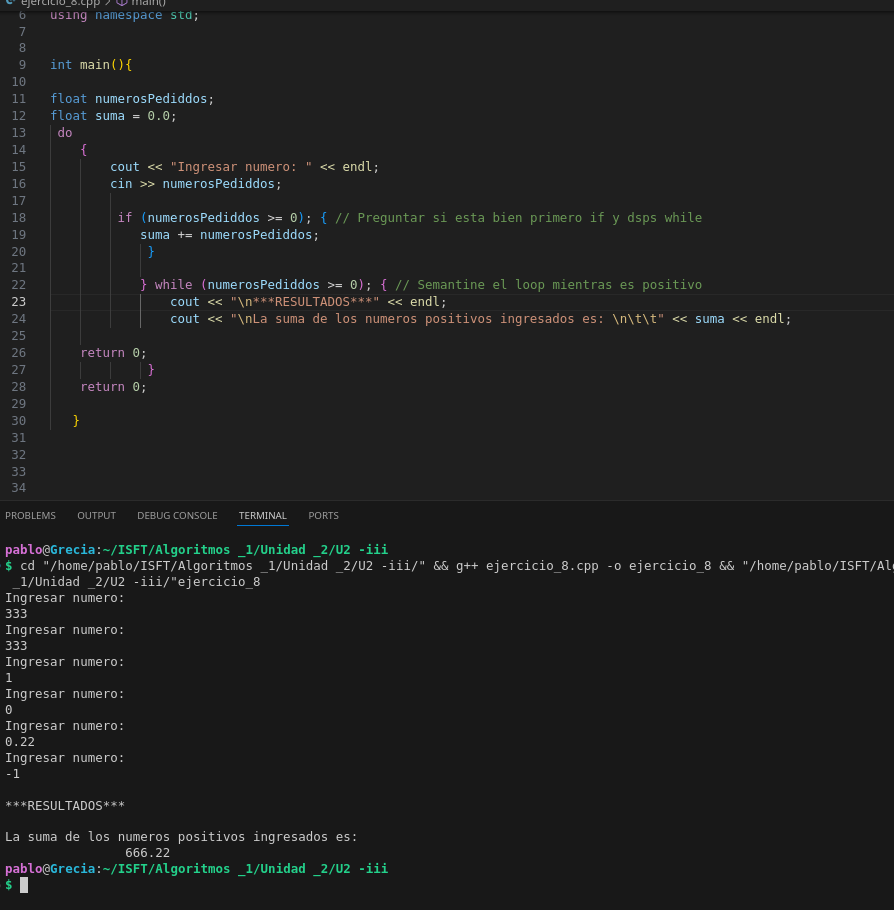 ejercicio_8.cpp > main()
6 using namespace std;
7
8
9 int main(){
10
11 float numerosPediddos;
12 float suma = 0.0;
13 do
14 {
15 cout << "Ingresar numero: " << endl;
16 cin >> numerosPediddos;
17
18 if (numerosPediddos >= 0); { // Preguntar si esta bien primero if y dsps while
19 suma += numerosPediddos;
20 }
21
22 } while (numerosPediddos >= 0); { // Semantine el loop mientras es positivo
23 cout << "\n***RESULTADOS***" << endl;
24 cout << "\nLa suma de los numeros positivos ingresados es: \n\t\t" << suma << endl;
25
26 return 0;
27 }
28 return 0;
29
30 }
31
32
33
34
PROBLEMS OUTPUT DEBUG CONSOLE TERMINAL PORTS
pablo@Grecia:~/ISFT/Algoritmos _1/Unidad _2/U2 -iii
$ cd "/home/pablo/ISFT/Algoritmos _1/Unidad _2/U2 -iii/" && g++ ejercicio_8.cpp -o ejercicio_8 && "/home/pablo/ISFT/Alg
_1/Unidad _2/U2 -iii/"ejercicio_8
Ingresar numero:
333
Ingresar numero:
333
Ingresar numero:
1
Ingresar numero:
0
Ingresar numero:
0.22
Ingresar numero:
-1
***RESULTADOS***
La suma de los numeros positivos ingresados es:
666.22
pablo@Grecia:~/ISFT/Algoritmos _1/Unidad _2/U2 -iii
$